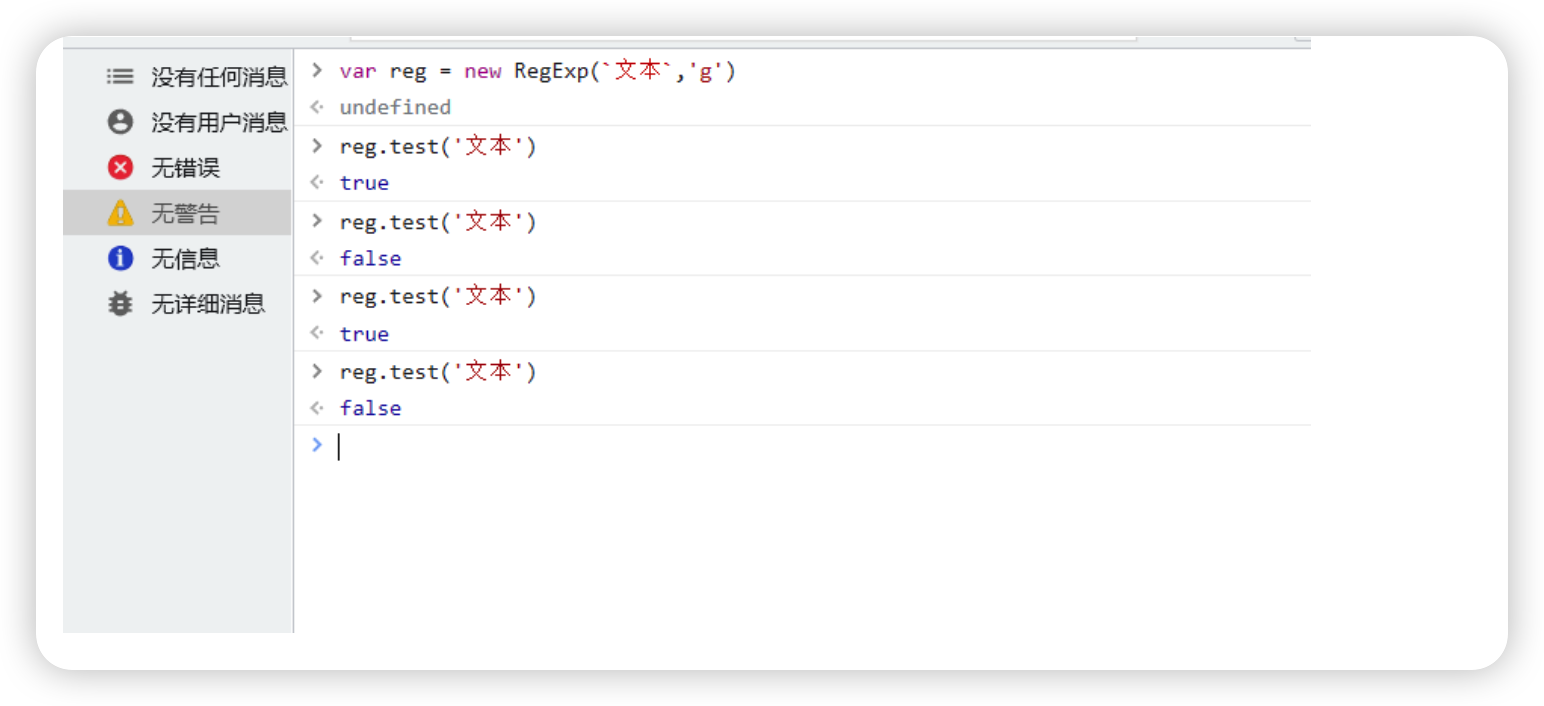 没有任何消息
没有用户消息
无错误
无警告
无信息
无详细消息
> var reg = new RegExp(`文本`,'g')
<· undefined
> reg.test('文本')
<· true
> reg.test('文本')
<· false
> reg.test('文本')
<· true
> reg.test('文本')
<· false
>